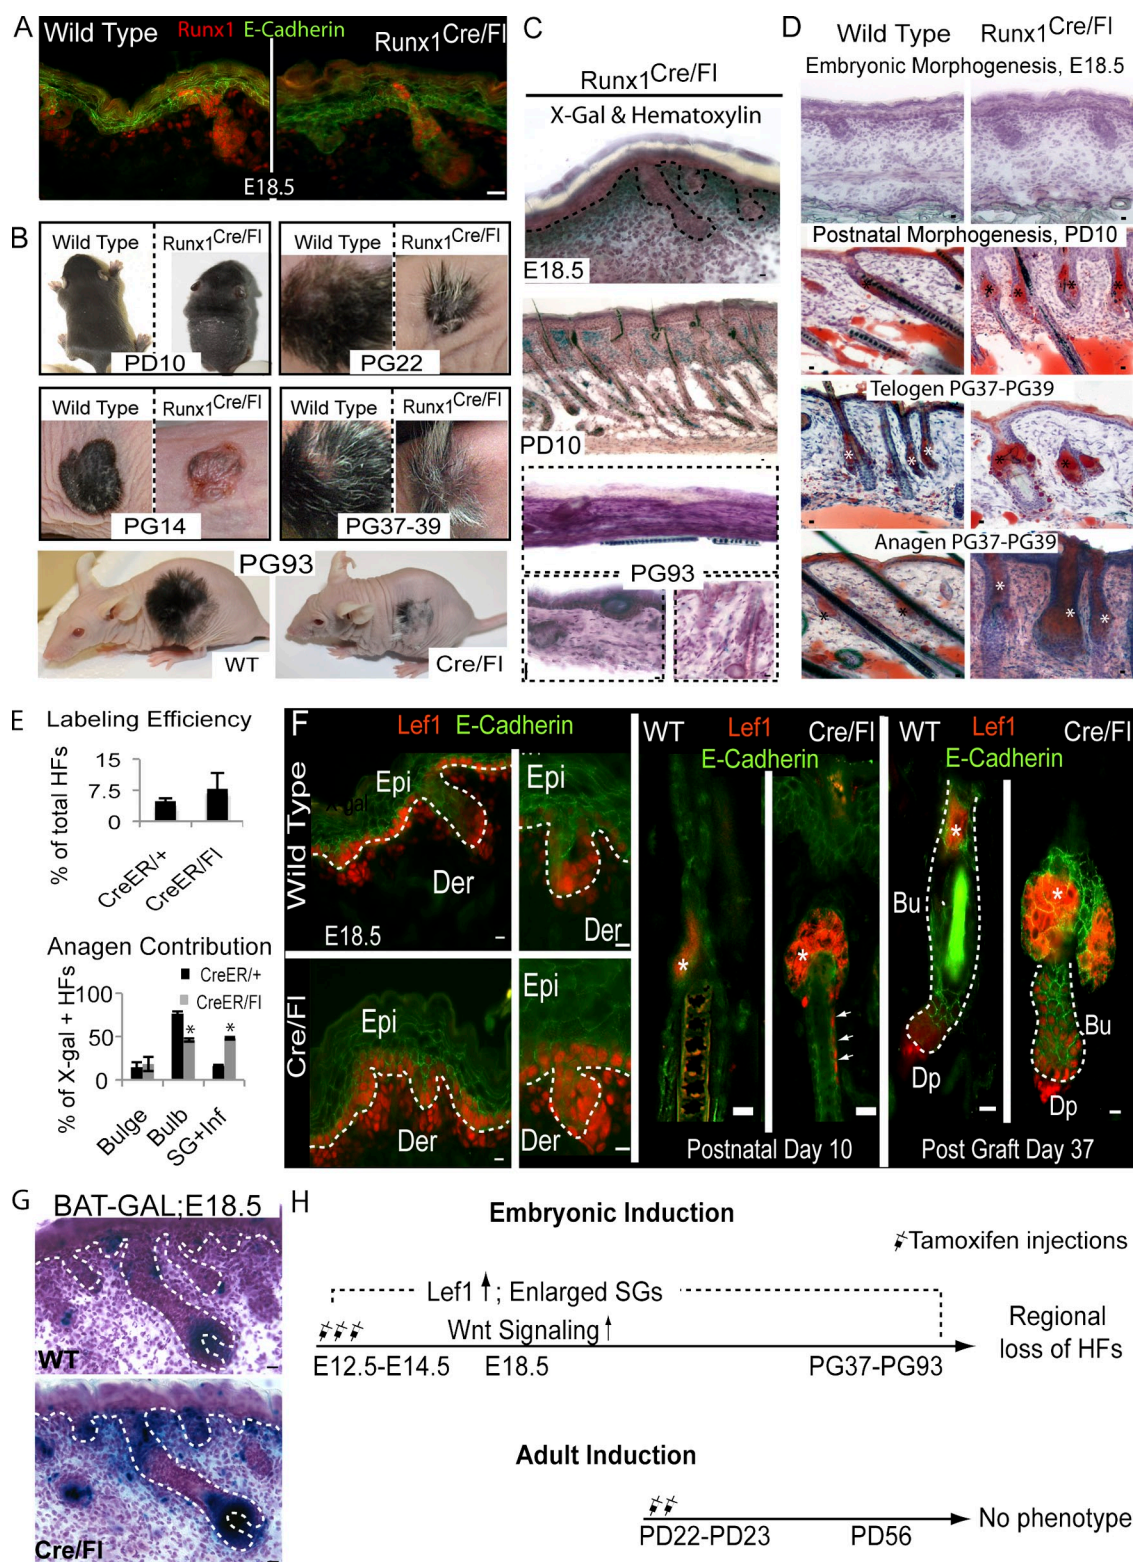 A
Wild Type
Runx1 E-Cadherin
Runx1Cre/Fl
E18.5
B
Wild Type
Runx1Cre/Fl
PD10
Wild Type
Runx1Cre/Fl
PG22
Wild Type
Runx1Cre/Fl
PG14
Wild Type
Runx1Cre/Fl
PG37-39
PG93
WT
Cre/Fl
C
Runx1Cre/Fl
X-Gal & Hematoxylin
E18.5
PD10
PG93
D
Wild Type
Runx1Cre/Fl
Embryonic Morphogenesis, E18.5
Postnatal Morphogenesis, PD10
* * * *
Telogen PG37-PG39
* * * * *
Anagen PG37-PG39
* * * * *
E
Labeling Efficiency
% of total HFs
15
7.5
0
CreER/+
CreER/Fl
Anagen Contribution
% of X-gal + HFs
100
50
0
CreER/+
CreER/Fl
*
*
Bulge
Bulb
SG+Inf
F
Lef1 E-Cadherin
Wild Type
X-gal
Epi
Der
E18.5
Epi
Der
Cre/Fl
Epi
Der
Epi
Der
WT
Lef1
Cre/Fl
E-Cadherin
*
*
Postnatal Day 10
WT
Lef1
Cre/Fl
E-Cadherin
*
Bu
Dp
*
Bu
Dp
Post Graft Day 37
G
BAT-GAL;E18.5
WT
Cre/Fl
H
Embryonic Induction
Tamoxifen injections
Lef1 ↑; Enlarged SGs
Wnt Signaling ↑
E12.5-E14.5
E18.5
PG37-PG93
Regional
loss of HFs
Adult Induction
PD22-PD23
PD56
No phenotype